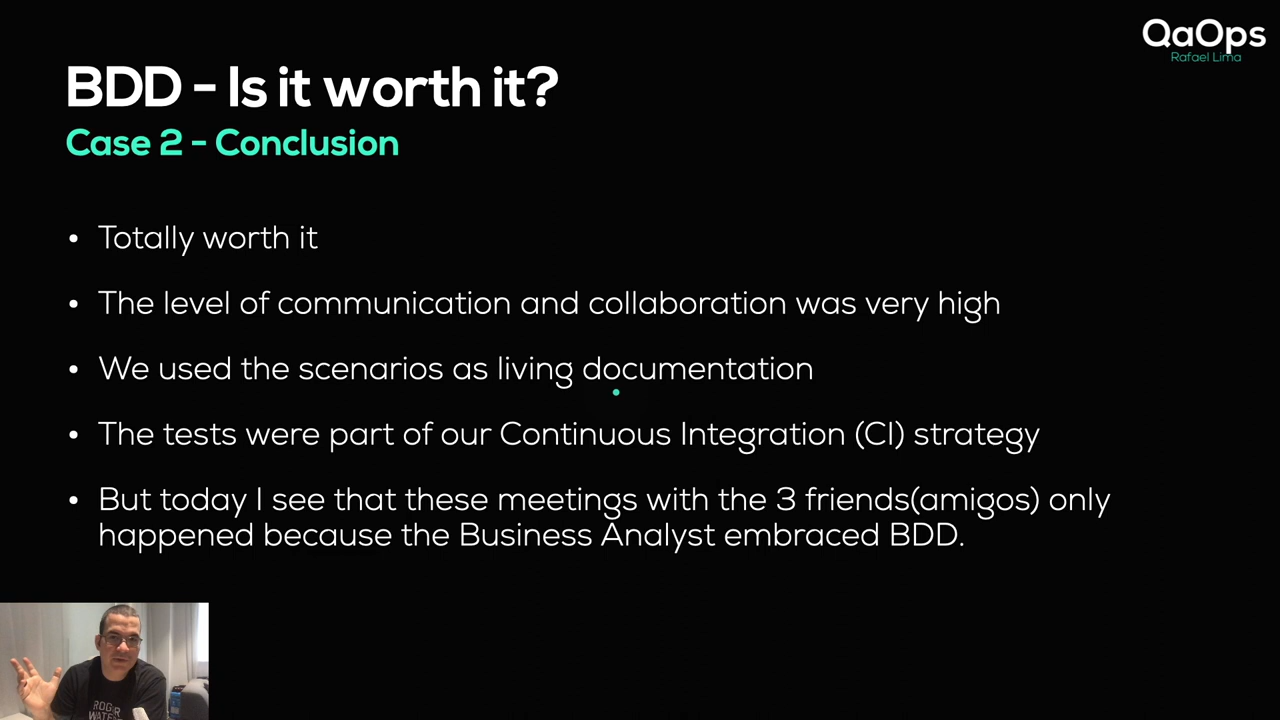 QaOps
Rafael Lima
BDD - Is it worth it?
Case 2 - Conclusion
• Totally worth it
• The level of communication and collaboration was very high
• We used the scenarios as living documentation
• The tests were part of our Continuous Integration (CI) strategy
• But today I see that these meetings with the 3 friends(amigos) only
happened because the Business Analyst embraced BDD.
ROGER